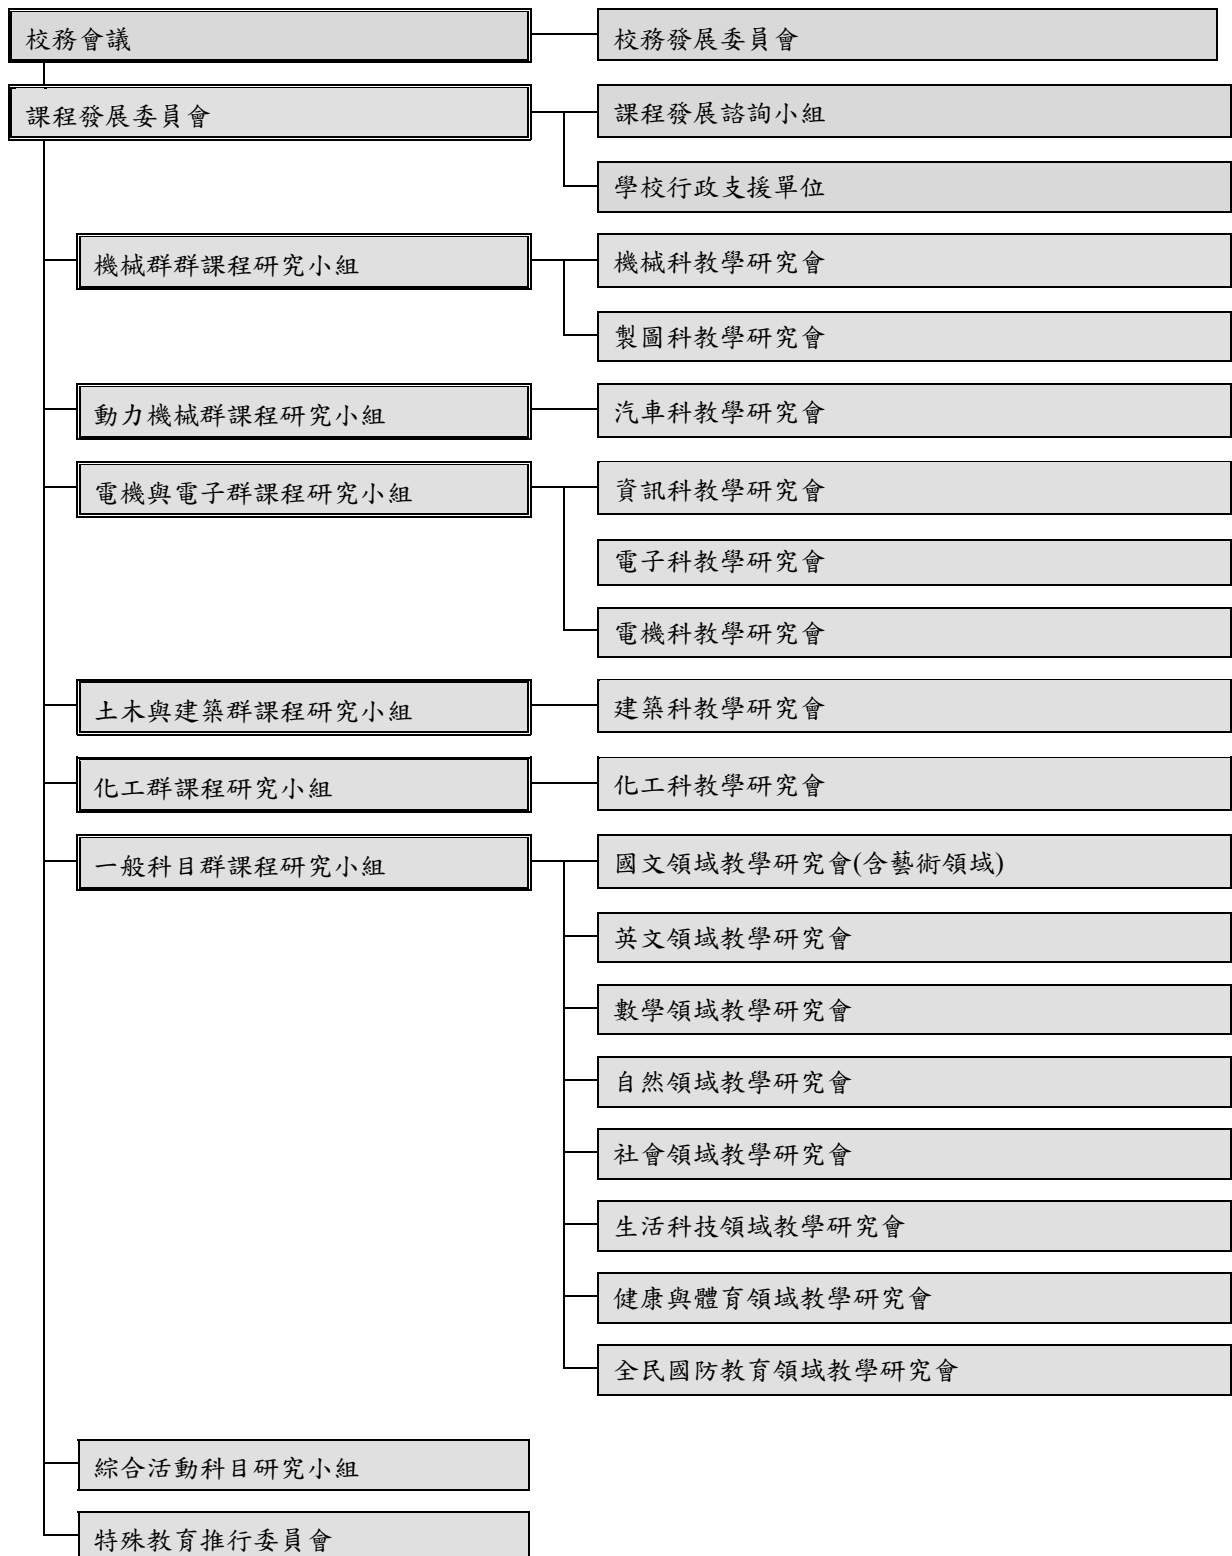 校務會議
校務發展委員會
課程發展委員會
課程發展諮詢小組
學校行政支援單位
機械群群課程研究小組
機械科教學研究會
製圖科教學研究會
動力機械群課程研究小組
汽車科教學研究會
電機與電子群課程研究小組
資訊科教學研究會
電子科教學研究會
電機科教學研究會
土木與建築群課程研究小組
建築科教學研究會
化工群課程研究小組
化工科教學研究會
一般科目群課程研究小組
國文領域教學研究會(含藝術領域)
英文領域教學研究會
數學領域教學研究會
自然領域教學研究會
社會領域教學研究會
生活科技領域教學研究會
健康與體育領域教學研究會
全民國防教育領域教學研究會
綜合活動科目研究小組
特殊教育推行委員會